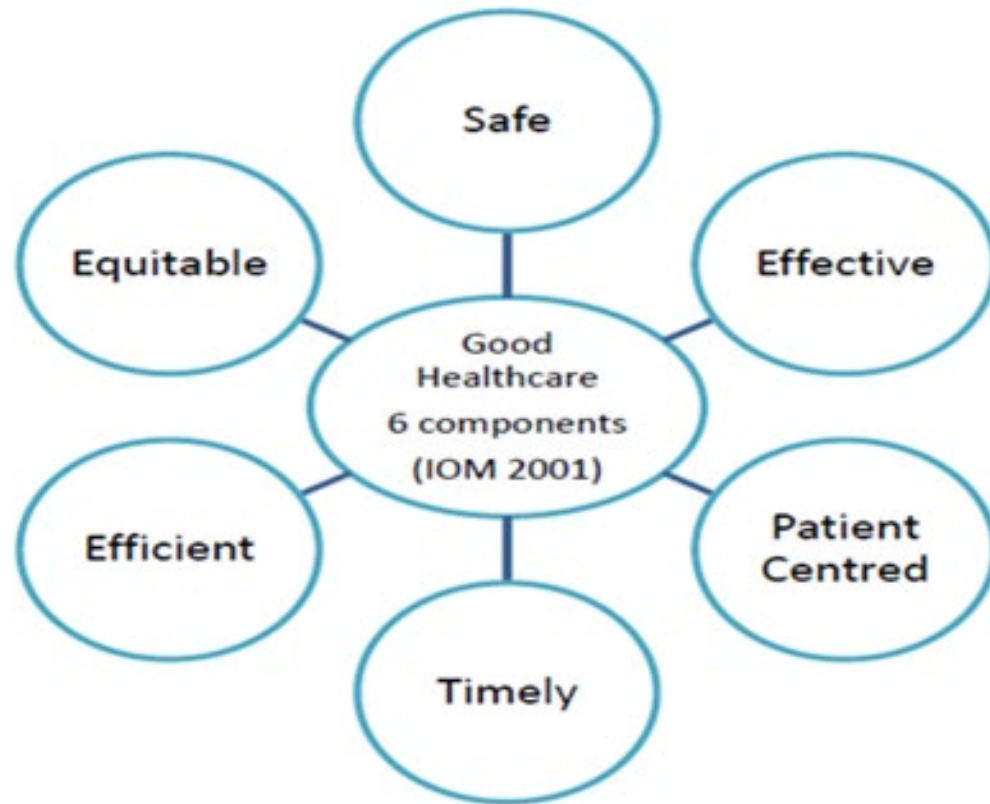 Safe
Equitable
Effective
Good
Healthcare
6 components
(IOM 2001)
Efficient
Patient
Centred
Timely